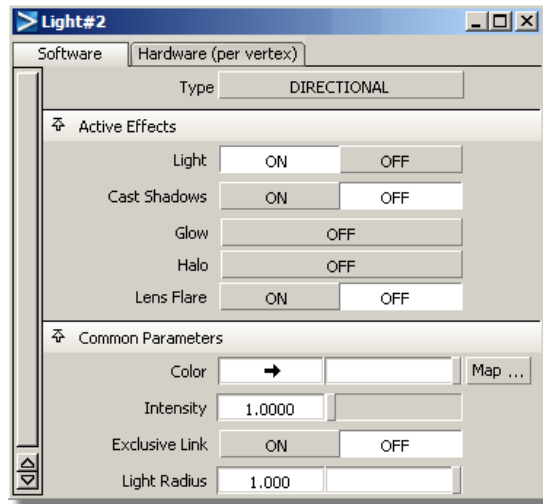 Light#2
Software Hardware (per vertex)
Type DIRECTIONAL
Active Effects
Light ON OFF
Cast Shadows ON OFF
Glow OFF
Halo OFF
Lens Flare ON OFF
Common Parameters
Color Map ...
Intensity 1.0000
Exclusive Link ON OFF
Light Radius 1.000